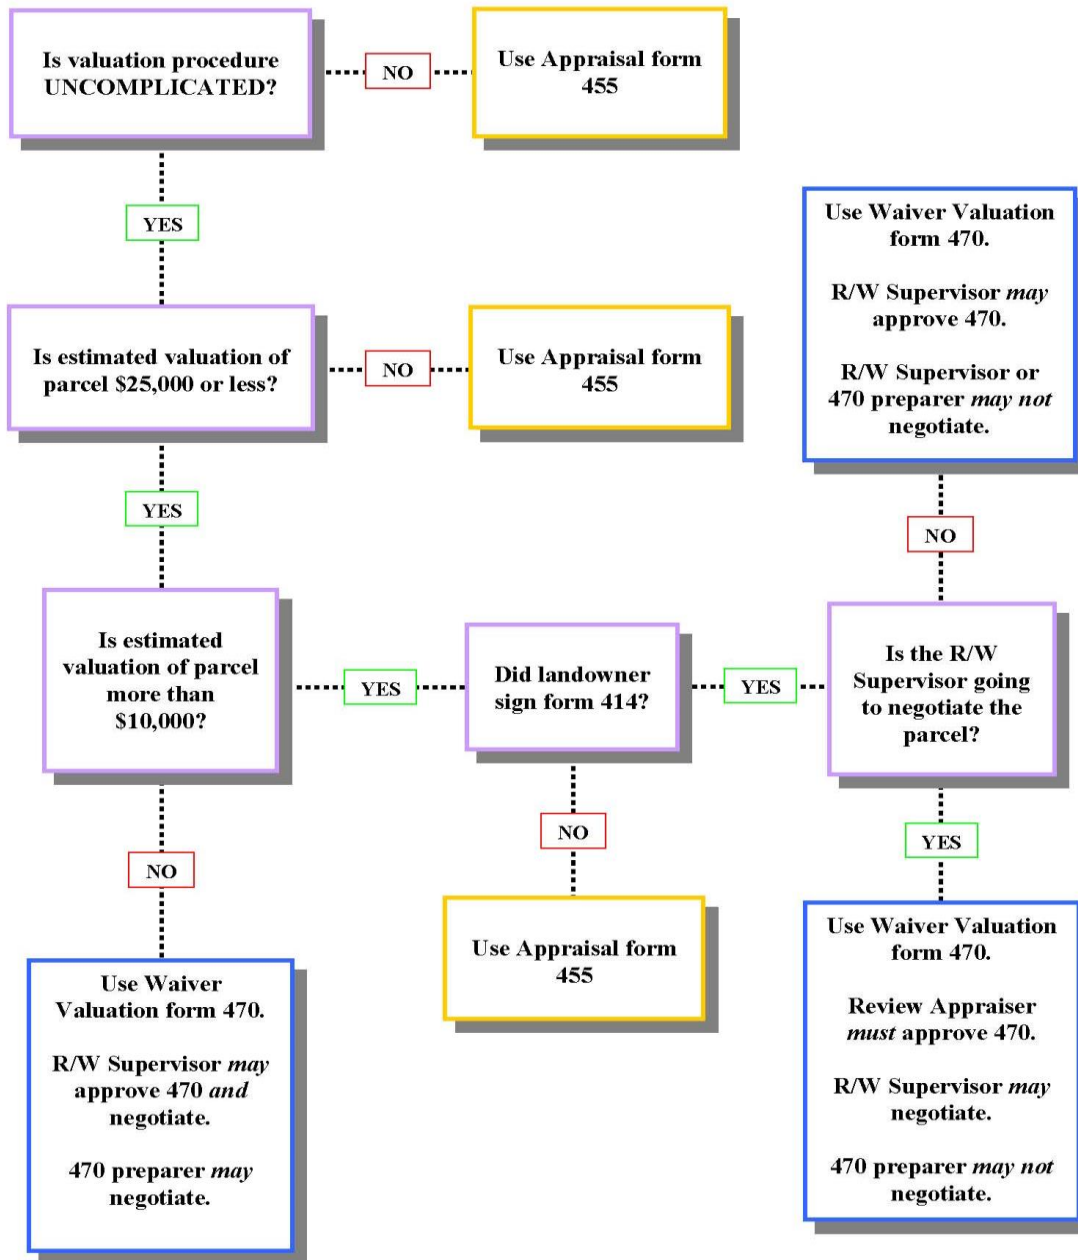 Is valuation procedure
UNCOMPLICATED?
NO
Use Appraisal form
455
YES
Is estimated valuation of
parcel $25,000 or less?
NO
Use Appraisal form
455
YES
Is estimated
valuation of parcel
more than
$10,000?
YES
Did landowner
sign form 414?
YES
Is the R/W
Supervisor going
to negotiate the
parcel?
NO
Use Waiver Valuation
form 470.
R/W Supervisor may
approve 470.
R/W Supervisor or
470 preparer may not
negotiate.
NO
Use Waiver
Valuation form 470.
R/W Supervisor may
approve 470 and
negotiate.
470 preparer may
negotiate.
NO
Use Appraisal form
455
YES
Use Waiver Valuation
form 470.
Review Appraiser
must approve 470.
R/W Supervisor may
negotiate.
470 preparer may not
negotiate.